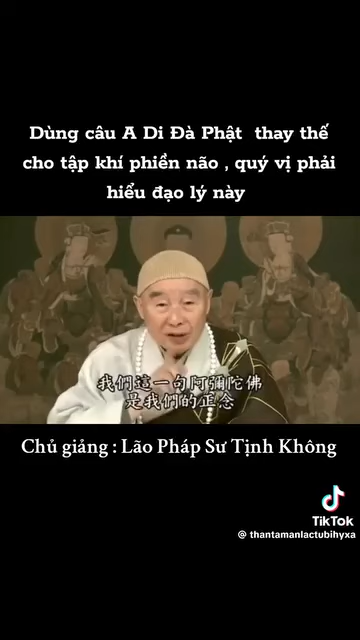 Dùng câu A Di Đà Phật thay thế
cho tập khí phiền não , quý vị phải
hiểu đạo lý này
我們這一句阿彌陀佛
是我們的正念
Chủ giảng : Lão Pháp Sư Tịnh Không
TikTok
@ thantamanlactubihyxa